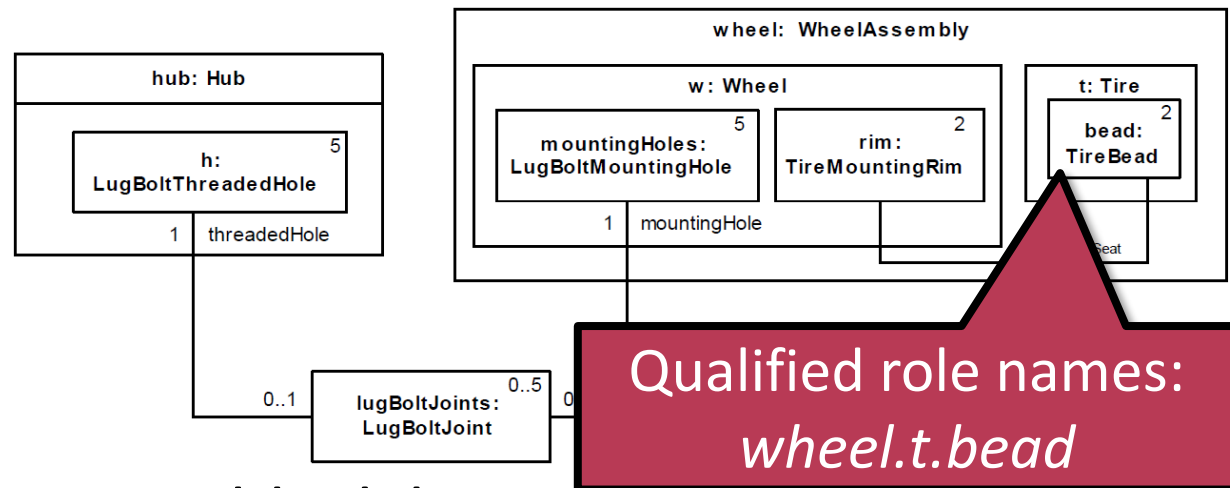 wheel: WheelAssembly
hub: Hub
w: Wheel
t: Tire
5
h:
LugBoltThreadedHole
5
mountingHoles:
LugBoltMountingHole
2
rim:
TireMountingRim
2
bead:
TireBead
1 threadedHole
1 mountingHole
Seat
0..1
0..5
lugBoltJoints:
LugBoltJoint
0
Qualified role names:
wheel.t.bead